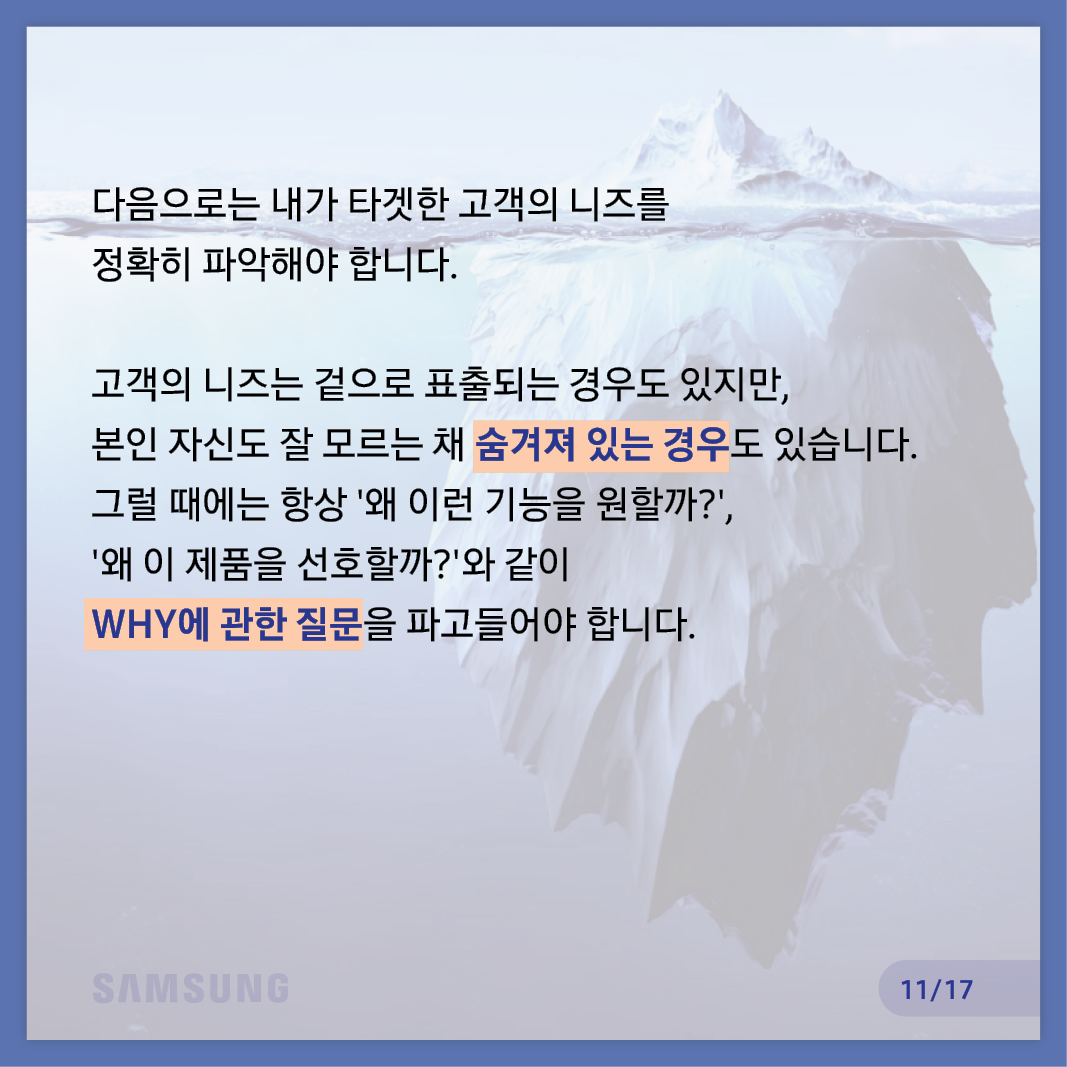 다음으로는 내가 타겟한 고객의 니즈를
정확히 파악해야 합니다.
고객의 니즈는 겉으로 표출되는 경우도 있지만,
본인 자신도 잘 모르는 채 숨겨져 있는 경우도 있습니다.
그럴 때에는 항상 '왜 이런 기능을 원할까?',
'왜 이 제품을 선호할까?'와 같이
WHY에 관한 질문을 파고들어야 합니다.
SAMSUNG
11/17